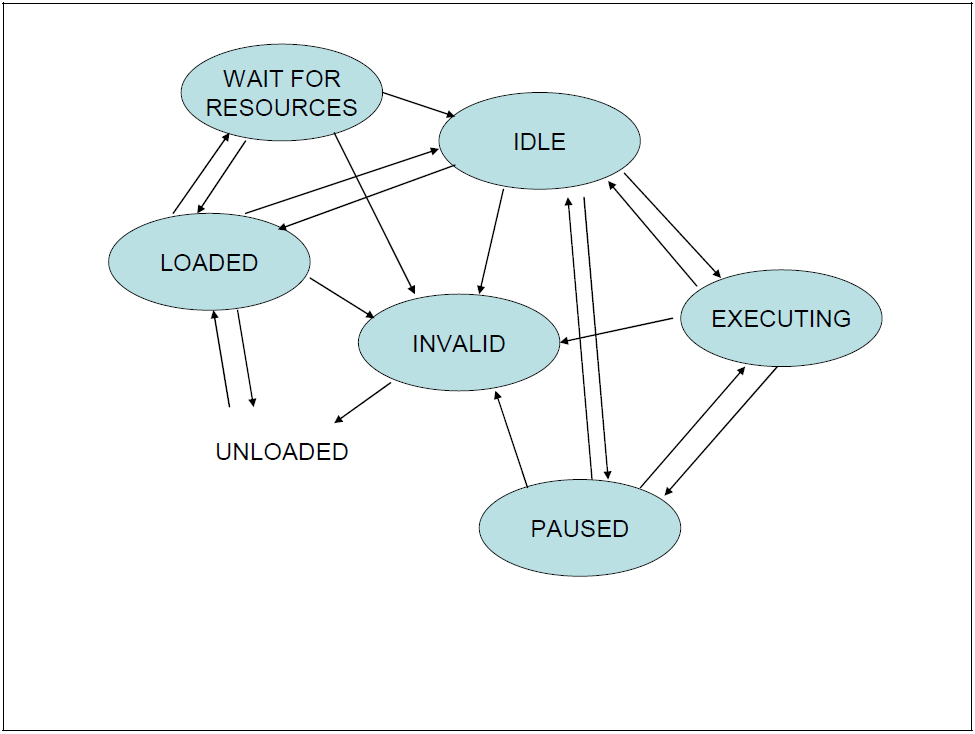 WAIT FOR
RESOURCES
IDLE
LOADED
EXECUTING
INVALID
UNLOADED
PAUSED